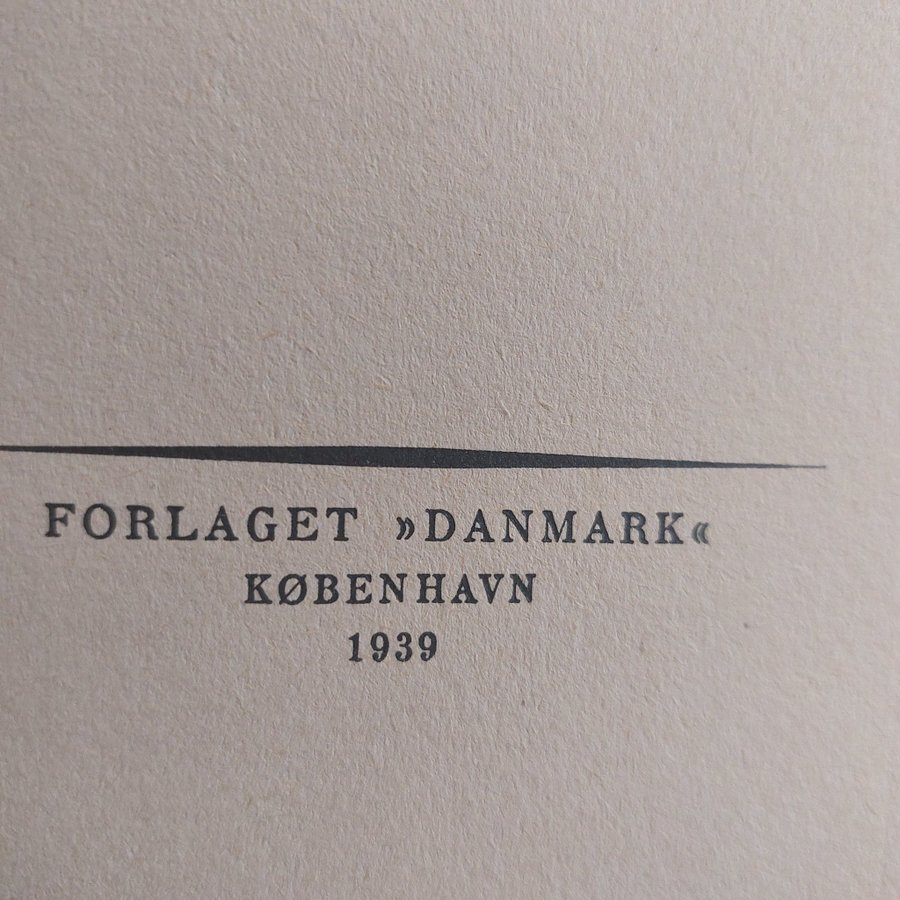 FORLAGET »DANMARK«
KØBENHAVN
1939